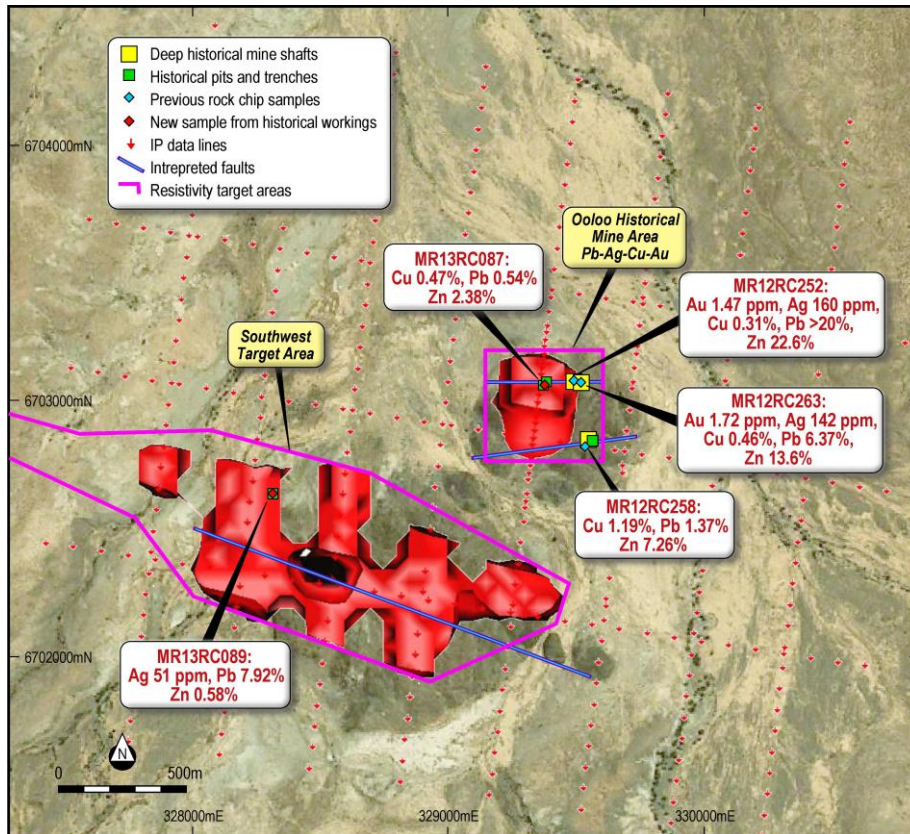 Deep historical mine shafts
Historical pits and trenches
Previous rock chip samples
New sample from historical workings
IP data lines
Intrepreted faults
Resistivity target areas
6704000mN
Ooloo Historical
Mine Area
Pb-Ag-Cu-Au
MR13RC087:
Cu 0.47%, Pb 0.54%
Zn 2.38%
MR12RC252:
Au 1.47 ppm, Ag 160 ppm,
Cu 0.31%, Pb >20%,
Zn 22.6%
Southwest
Target Area
6703000mN
MR12RC263:
Au 1.72 ppm, Ag 142 ppm,
Cu 0.46%, Pb 6.37%,
Zn 13.6%
MR12RC258:
Cu 1.19%, Pb 1.37%
Zn 7.26%
6702000mN
MR13RC089:
Ag 51 ppm, Pb 7.92%
Zn 0.58%
N
0 500m
328000mE
329000mE
330000mE